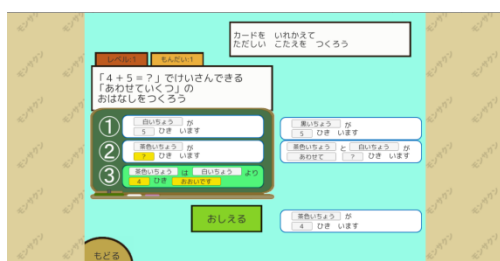 カードを いれかえて
ただしい こたえを つくろう
レベル:1 もんだい:1
「4+5=?」でけいさんできる
「あわせていくつ」の
おはなしをつくろう
① 白いちょう が
5 ひき います
② 茶色いちょう が
? ひき います
③ 茶色いちょう は 白いちょう より
4 ひき おおいです
黒いちょう が
5 ひき います
茶色いちょう と 白いちょう が
あわせて ? ひき います
茶色いちょう が
4 ひき います
おしえる
もどる
モンサクン